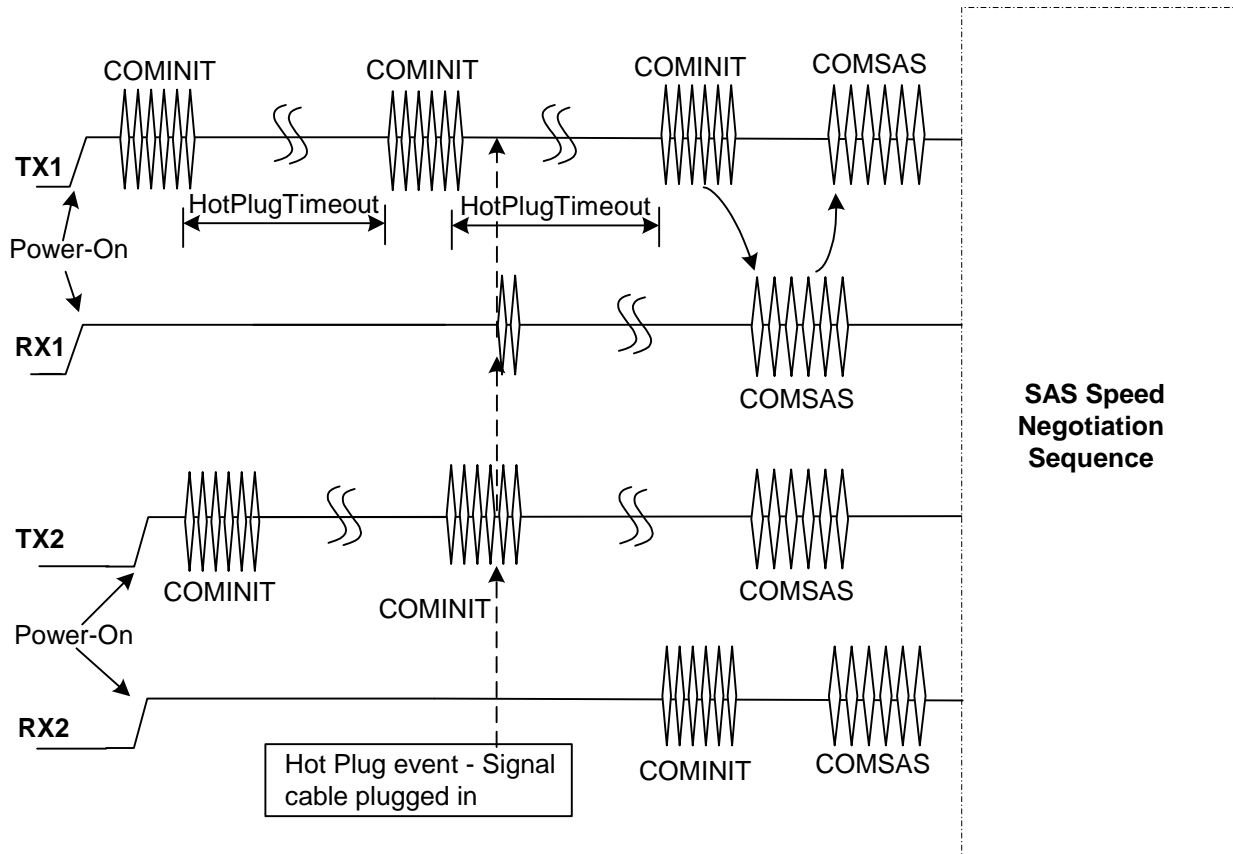 COMINIT
COMINIT
COMINIT
COMSAS
TX1
HotPlugTimeout
HotPlugTimeout
Power-On
RX1
COMSAS
SAS Speed
Negotiation
Sequence
TX2
COMINIT
COMINIT
COMSAS
Power-On
RX2
COMINIT
COMSAS
Hot Plug event - Signal
cable plugged in